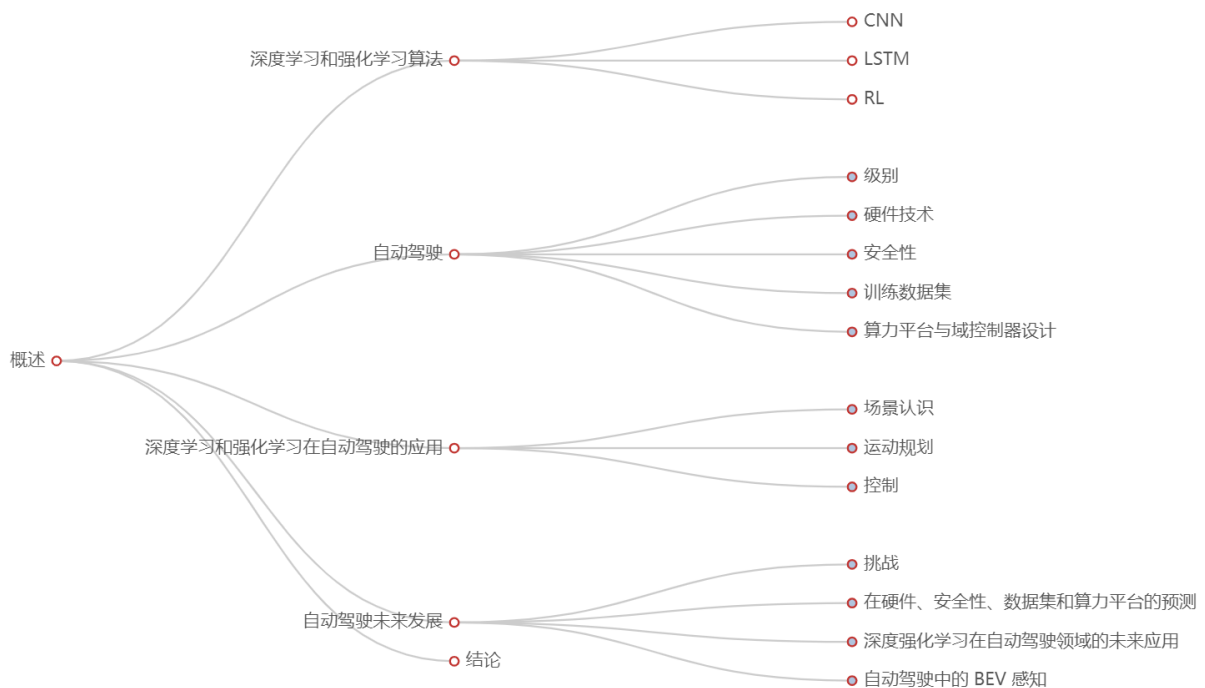 概述
深度学习和强化学习算法
CNN
LSTM
RL
自动驾驶
级别
硬件技术
安全性
训练数据集
算力平台与域控制器设计
深度学习和强化学习在自动驾驶的应用
场景认识
运动规划
控制
自动驾驶未来发展
挑战
在硬件、安全性、数据集和算力平台的预测
深度强化学习在自动驾驶领域的未来应用
自动驾驶中的 BEV 感知
结论